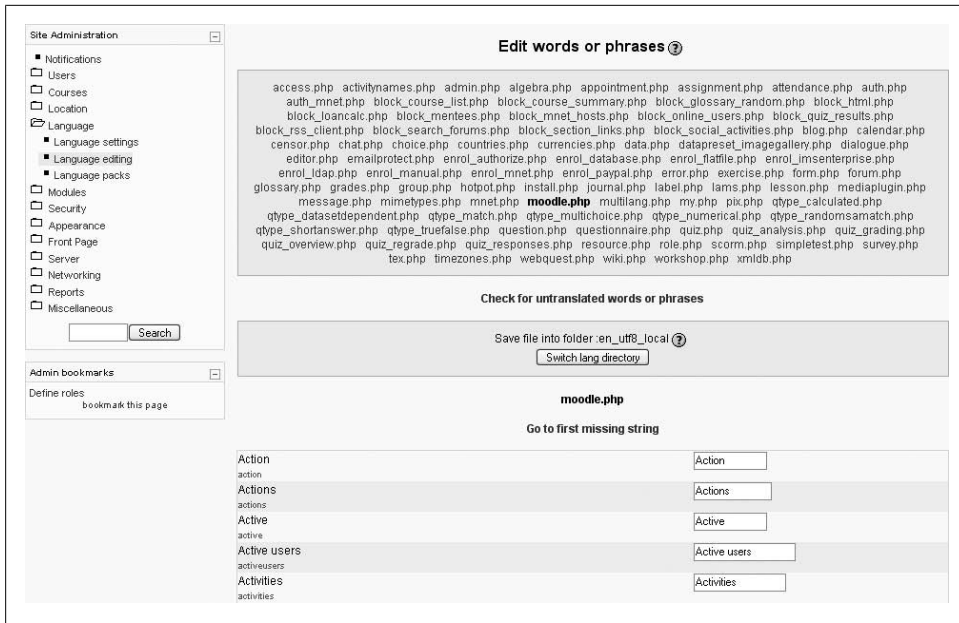 Site Administration
Notifications
Users
Courses
Location
Language
Language settings
Language editing
Language packs
Modules
Security
Appearance
Front Page
Server
Networking
Reports
Miscellaneous
Search
Admin bookmarks
Define roles
bookmark this page
Edit words or phrases
access.php activitynames.php admin.php algebra.php appointment.php assignment.php attendance.php auth.php
auth_mnet.php block_course_list.php block_course_summary.php block_glossary_random.php block_html.php
block_loancalc.php block_mentees.php block_mnet_hosts.php block_online_users.php block_quiz_results.php
block_rss_client.php block_search_forums.php block_section_links.php block_social_activities.php blog.php calendar.php
censor.php chat.php choice.php countries.php currencies.php data.php datapreset_imagegallery.php dialogue.php
editor.php emailprotect.php enrol_authorize.php enrol_database.php enrol_flatfile.php enrol_imsenterprise.php
enrol_ldap.php enrol_manual.php enrol_mnet.php enrol_paypal.php error.php exercise.php form.php forum.php
glossary.php grades.php group.php hotpot.php install.php journal.php label.php lams.php lesson.php mediaplugin.php
message.php mimetypes.php mnet.php moodle.php multilang.php my.php pix.php qtype_calculated.php
qtype_datasetdependent.php qtype_match.php qtype_multichoice.php qtype_numerical.php qtype_randomsamatch.php
qtype_shortanswer.php qtype_truefalse.php question.php questionnaire.php quiz.php quiz_analysis.php quiz_grading.php
quiz_overview.php quiz_regrade.php quiz_responses.php resource.php role.php scorm.php simpletest.php survey.php
tex.php timezones.php webquest.php wiki.php workshop.php xmldb.php
Check for untranslated words or phrases
Save file into folder :en_utf8_local
Switch lang directory
moodle.php
Go to first missing string
Action Action
action
Actions Actions
actions
Active Active
active
Active users Active users
activeusers
Activities Activities
activities